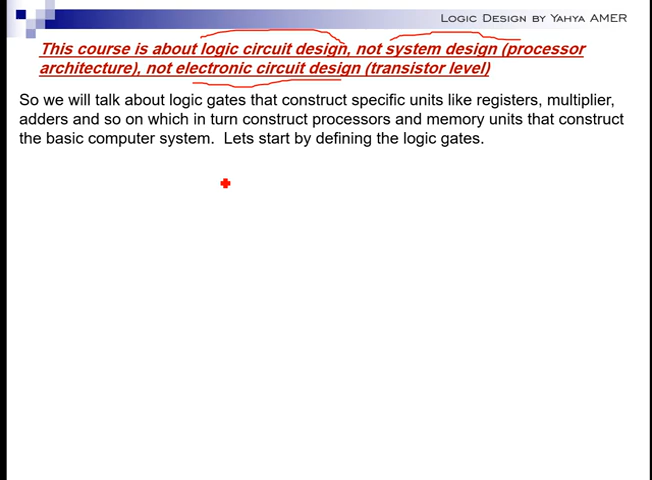 LOGIC DESIGN BY YAHYA AMER
This course is about logic circuit design, not system design (processor
architecture), not electronic circuit design (transistor level)
So we will talk about logic gates that construct specific units like registers, multiplier,
adders and so on which in turn construct processors and memory units that construct
the basic computer system.  Lets start by defining the logic gates.